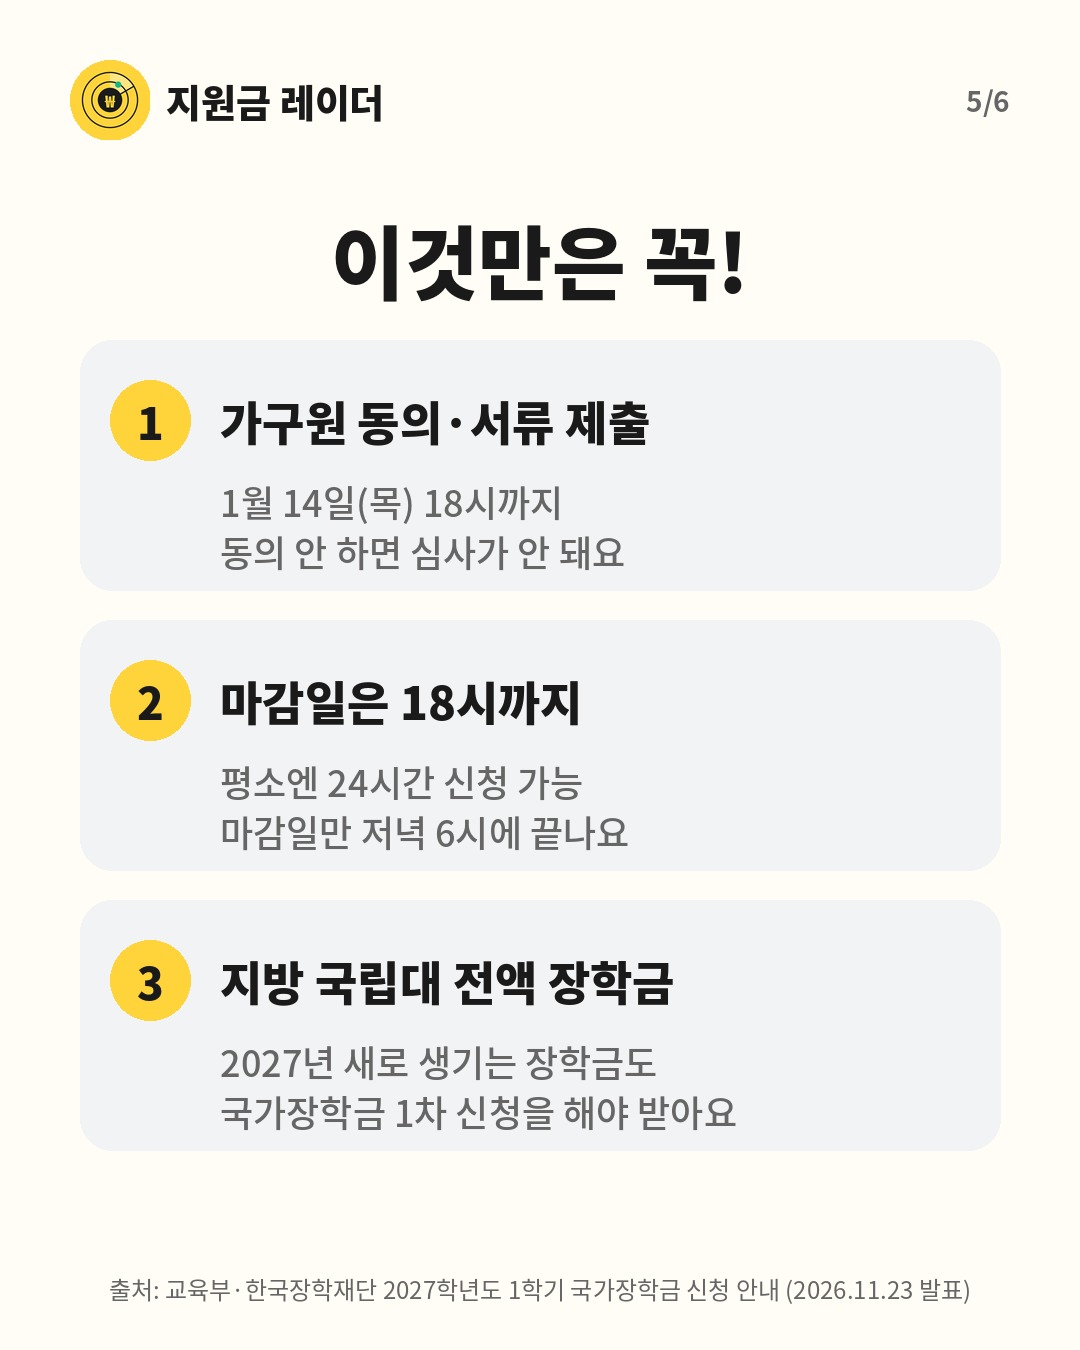 ₩
지원금 레이더
5/6
이것만은 꼭!
1
가구원 동의·서류 제출
1월 14일(목) 18시까지
동의 안 하면 심사가 안 돼요
2
마감일은 18시까지
평소엔 24시간 신청 가능
마감일만 저녁 6시에 끝나요
3
지방 국립대 전액 장학금
2027년 새로 생기는 장학금도
국가장학금 1차 신청을 해야 받아요
출처: 교육부·한국장학재단 2027학년도 1학기 국가장학금 신청 안내 (2026.11.23 발표)